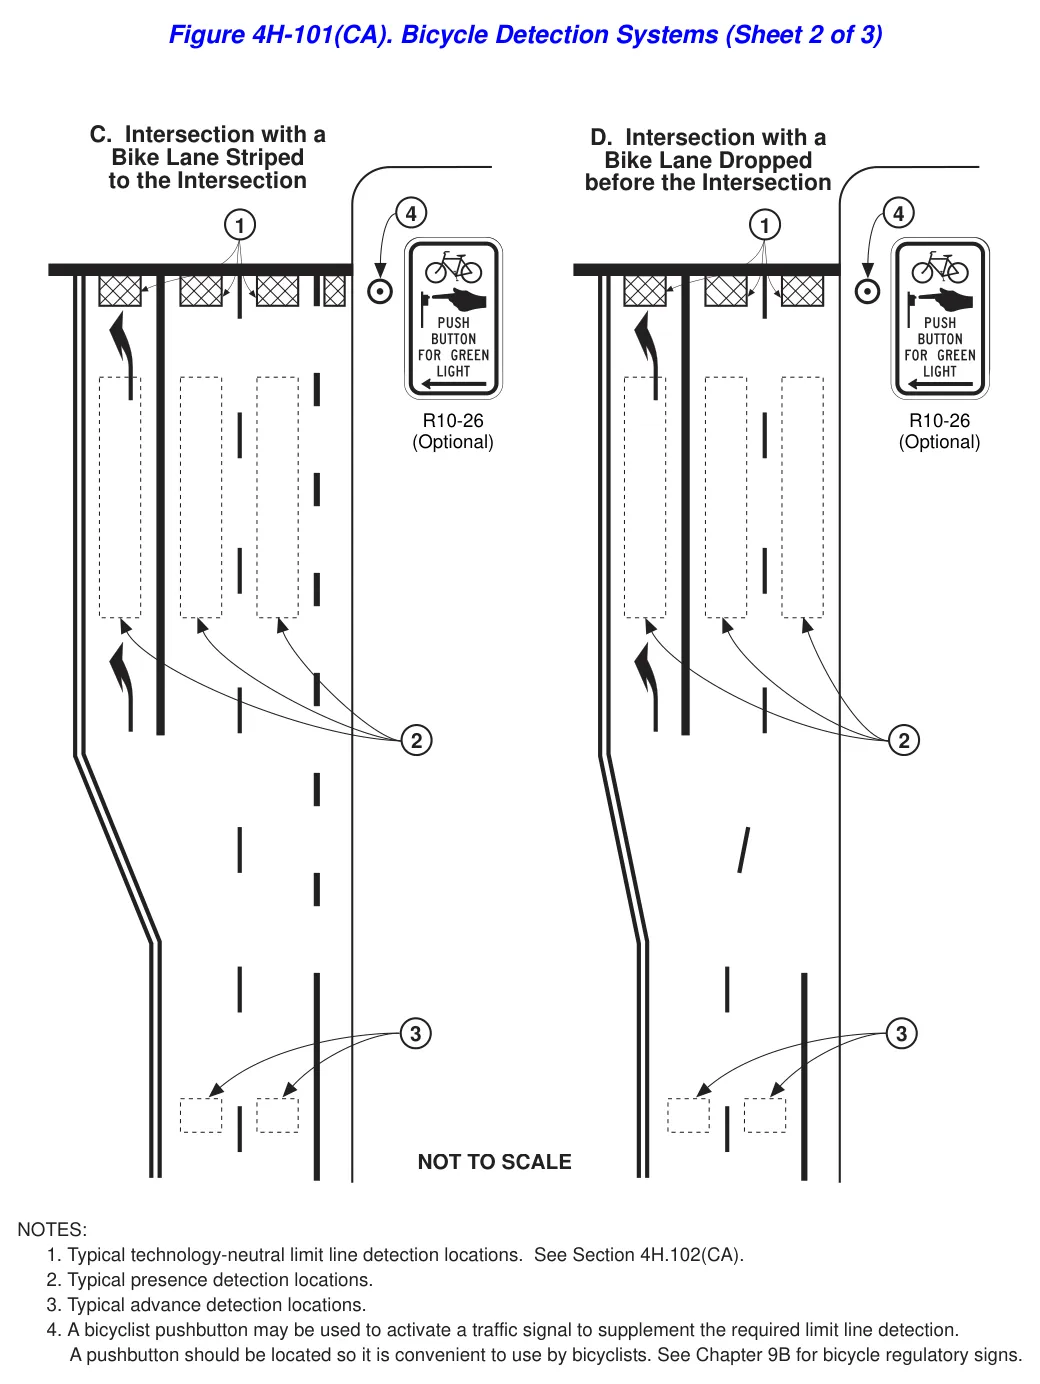 Figure 4H-101(CA). Bicycle Detection Systems (Sheet 2 of 3)
C. Intersection with a
Bike Lane Striped
to the Intersection
1
4
PUSH
BUTTON
FOR GREEN
LIGHT
R10-26
(Optional)
2
3
D. Intersection with a
Bike Lane Dropped
before the Intersection
1
4
PUSH
BUTTON
FOR GREEN
LIGHT
R10-26
(Optional)
2
3
NOT TO SCALE
NOTES:
1. Typical technology-neutral limit line detection locations. See Section 4H.102(CA).
2. Typical presence detection locations.
3. Typical advance detection locations.
4. A bicyclist pushbutton may be used to activate a traffic signal to supplement the required limit line detection.
A pushbutton should be located so it is convenient to use by bicyclists. See Chapter 9B for bicycle regulatory signs.